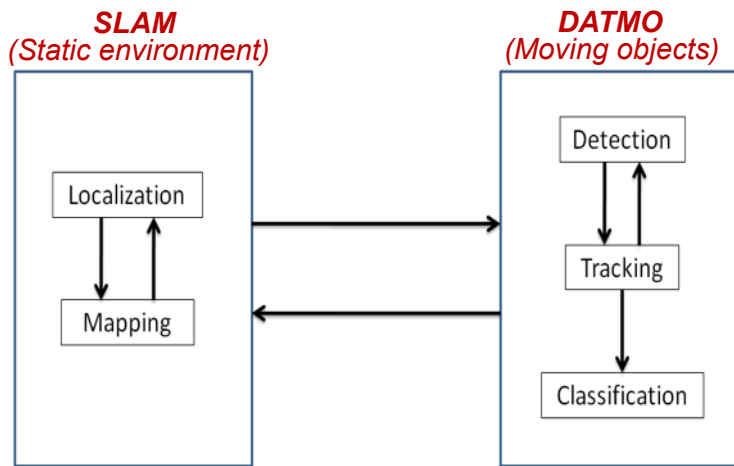 SLAM
(Static environment)
Localization
Mapping
DATMO
(Moving objects)
Detection
Tracking
Classification